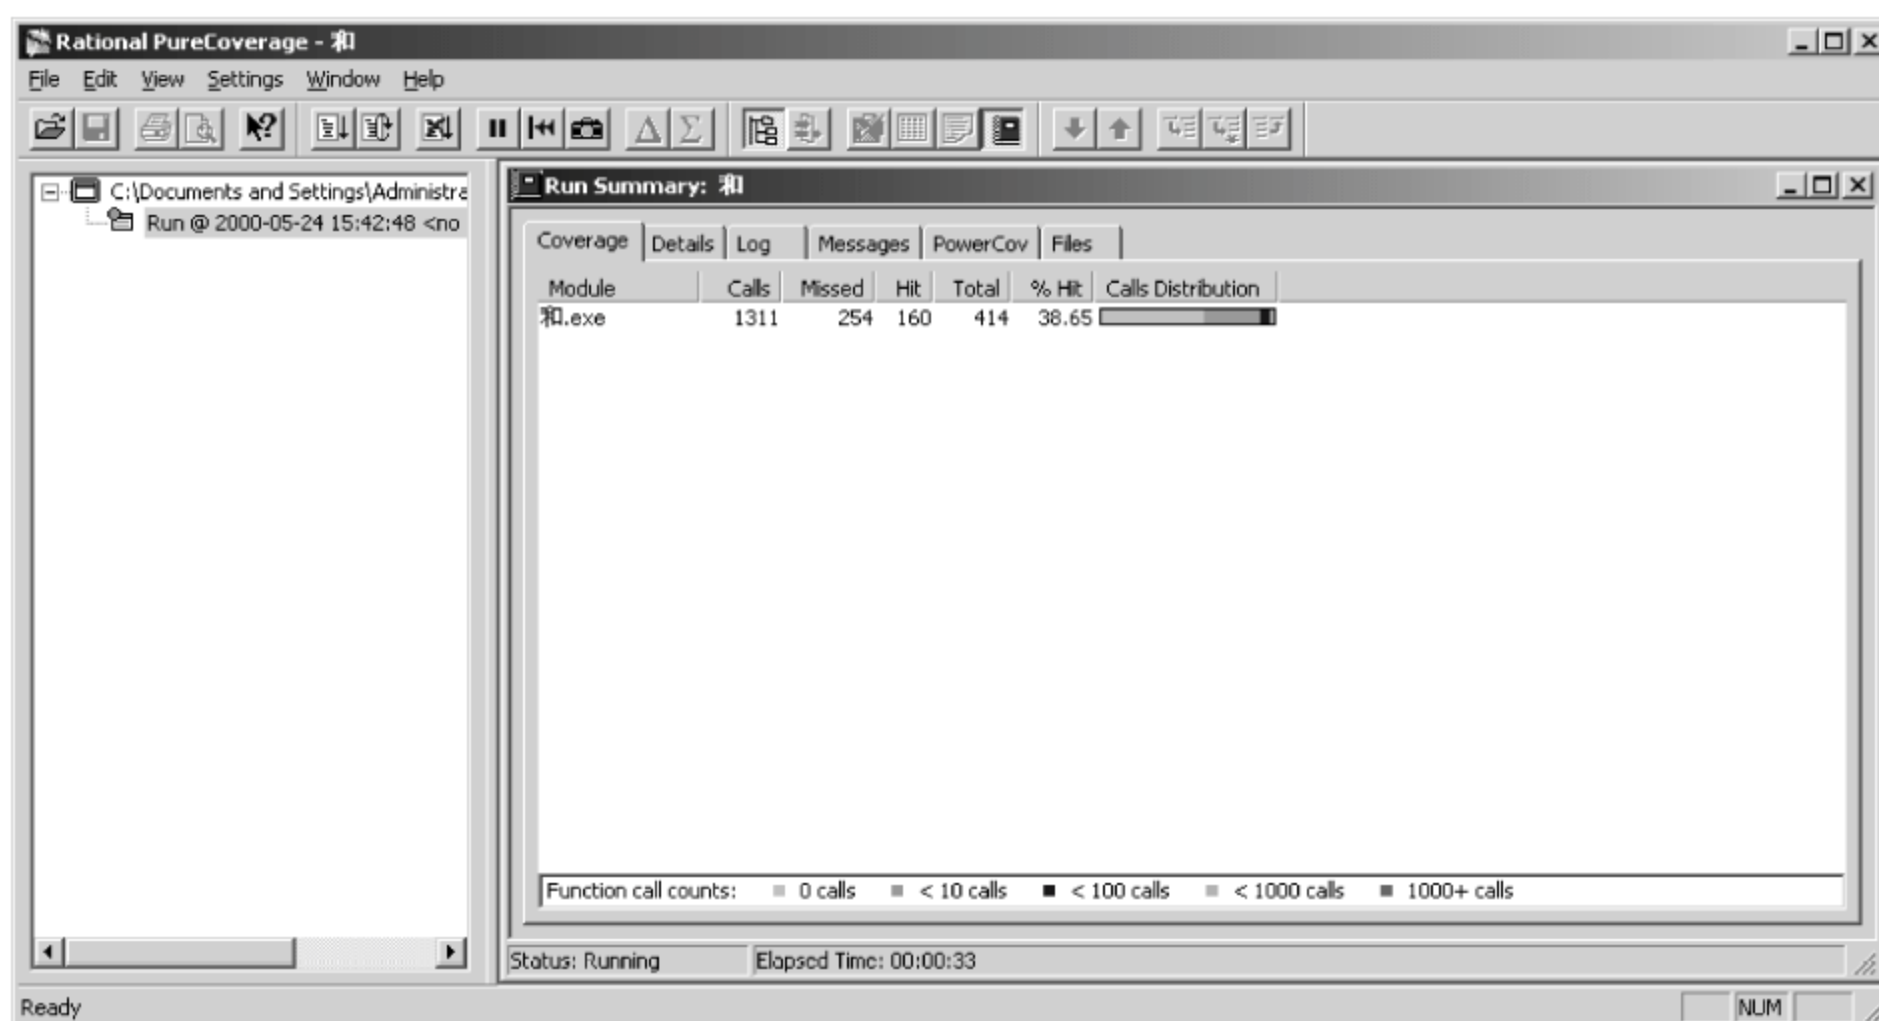 Rational PureCoverage - 和
File Edit View Settings Window Help
C:\Documents and Settings\Administra
Run @ 2000-05-24 15:42:48 <no
Run Summary: 和
Coverage Details Log Messages PowerCov Files
Module Calls Missed Hit Total % Hit Calls Distribution
和.exe 1311 254 160 414 38.65
Function call counts: 0 calls < 10 calls < 100 calls < 1000 calls 1000+ calls
Status: Running Elapsed Time: 00:00:33
Ready NUM